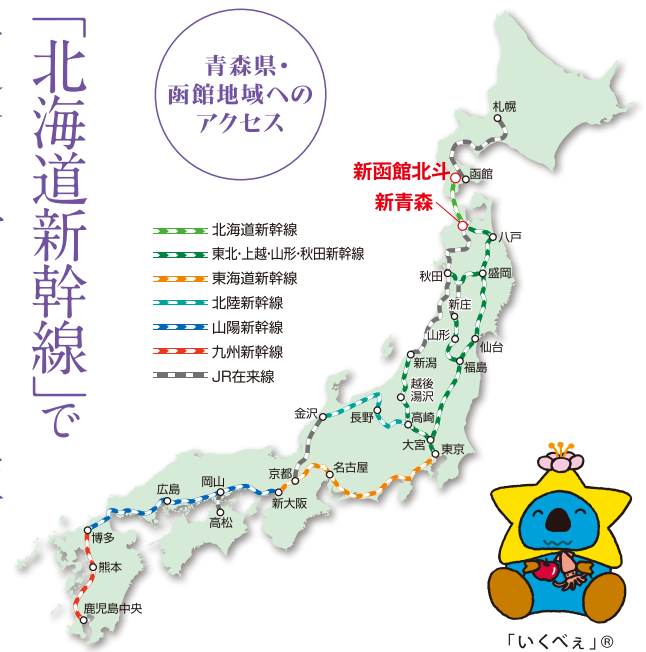 「北海道新幹線」で
青森県・
函館地域への
アクセス
札幌
新函館北斗
函館
新青森
八戸
北海道新幹線
東北・上越・山形・秋田新幹線
東海道新幹線
北陸新幹線
山陽新幹線
九州新幹線
JR在来線
秋田
盛岡
新庄
山形
仙台
新潟
福島
越後
湯沢
金沢
長野
高崎
大宮
東京
京都
名古屋
岡山
広島
新大阪
高松
博多
熊本
鹿児島中央
「いくべぇ」®